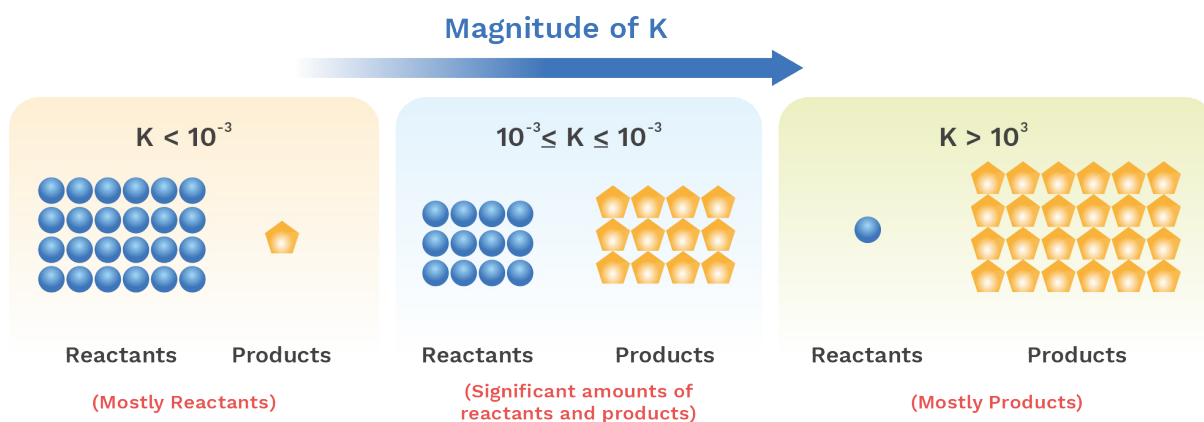 Magnitude of K
K < 10⁻³
10⁻³ ≤ K ≤ 10⁻³
K > 10³
Reactants
Products
Reactants
Products
Reactants
Products
(Mostly Reactants)
(Significant amounts of
reactants and products)
(Mostly Products)